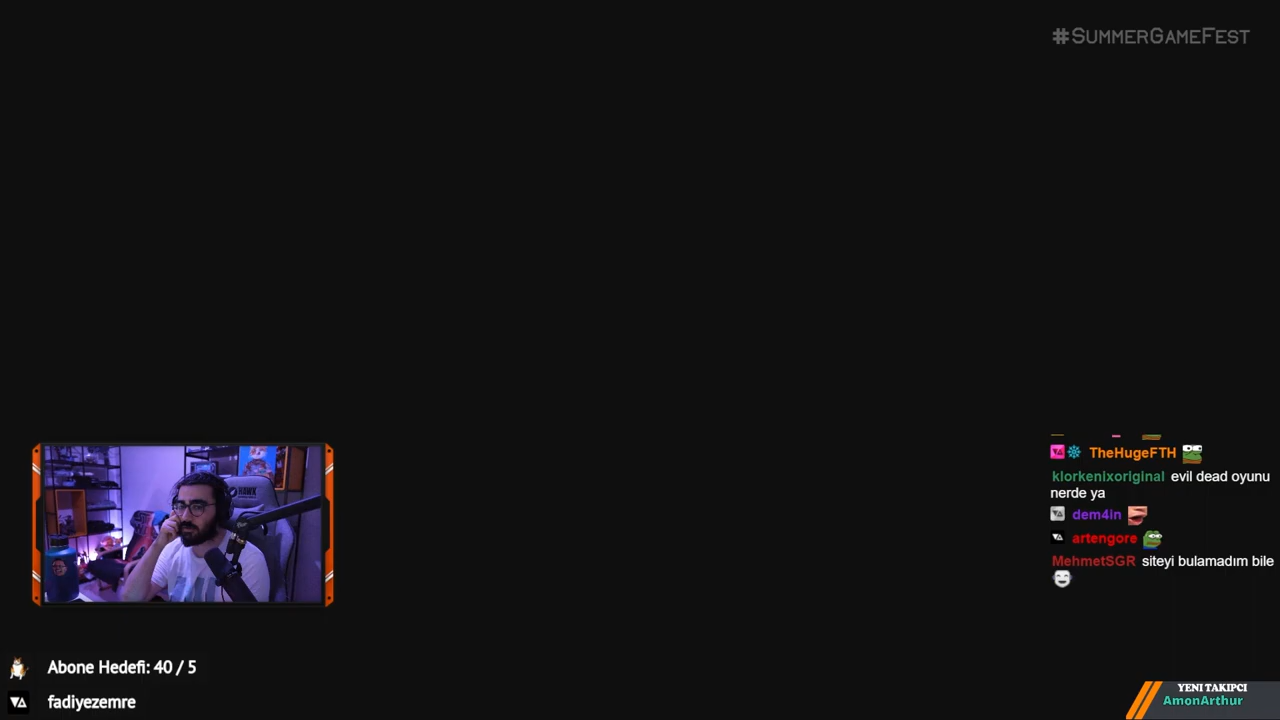 #SUMMERGAMEFEST
TheHugeFTH
klorkenixoriginal evil dead oyunu
nerde ya
dem4in
artengore
MehmetSGR siteyi bulamadım bile
Abone Hedefi: 40 / 5
fadiyezemre
YENI TAKIPCI
AmonArthur
HAWK